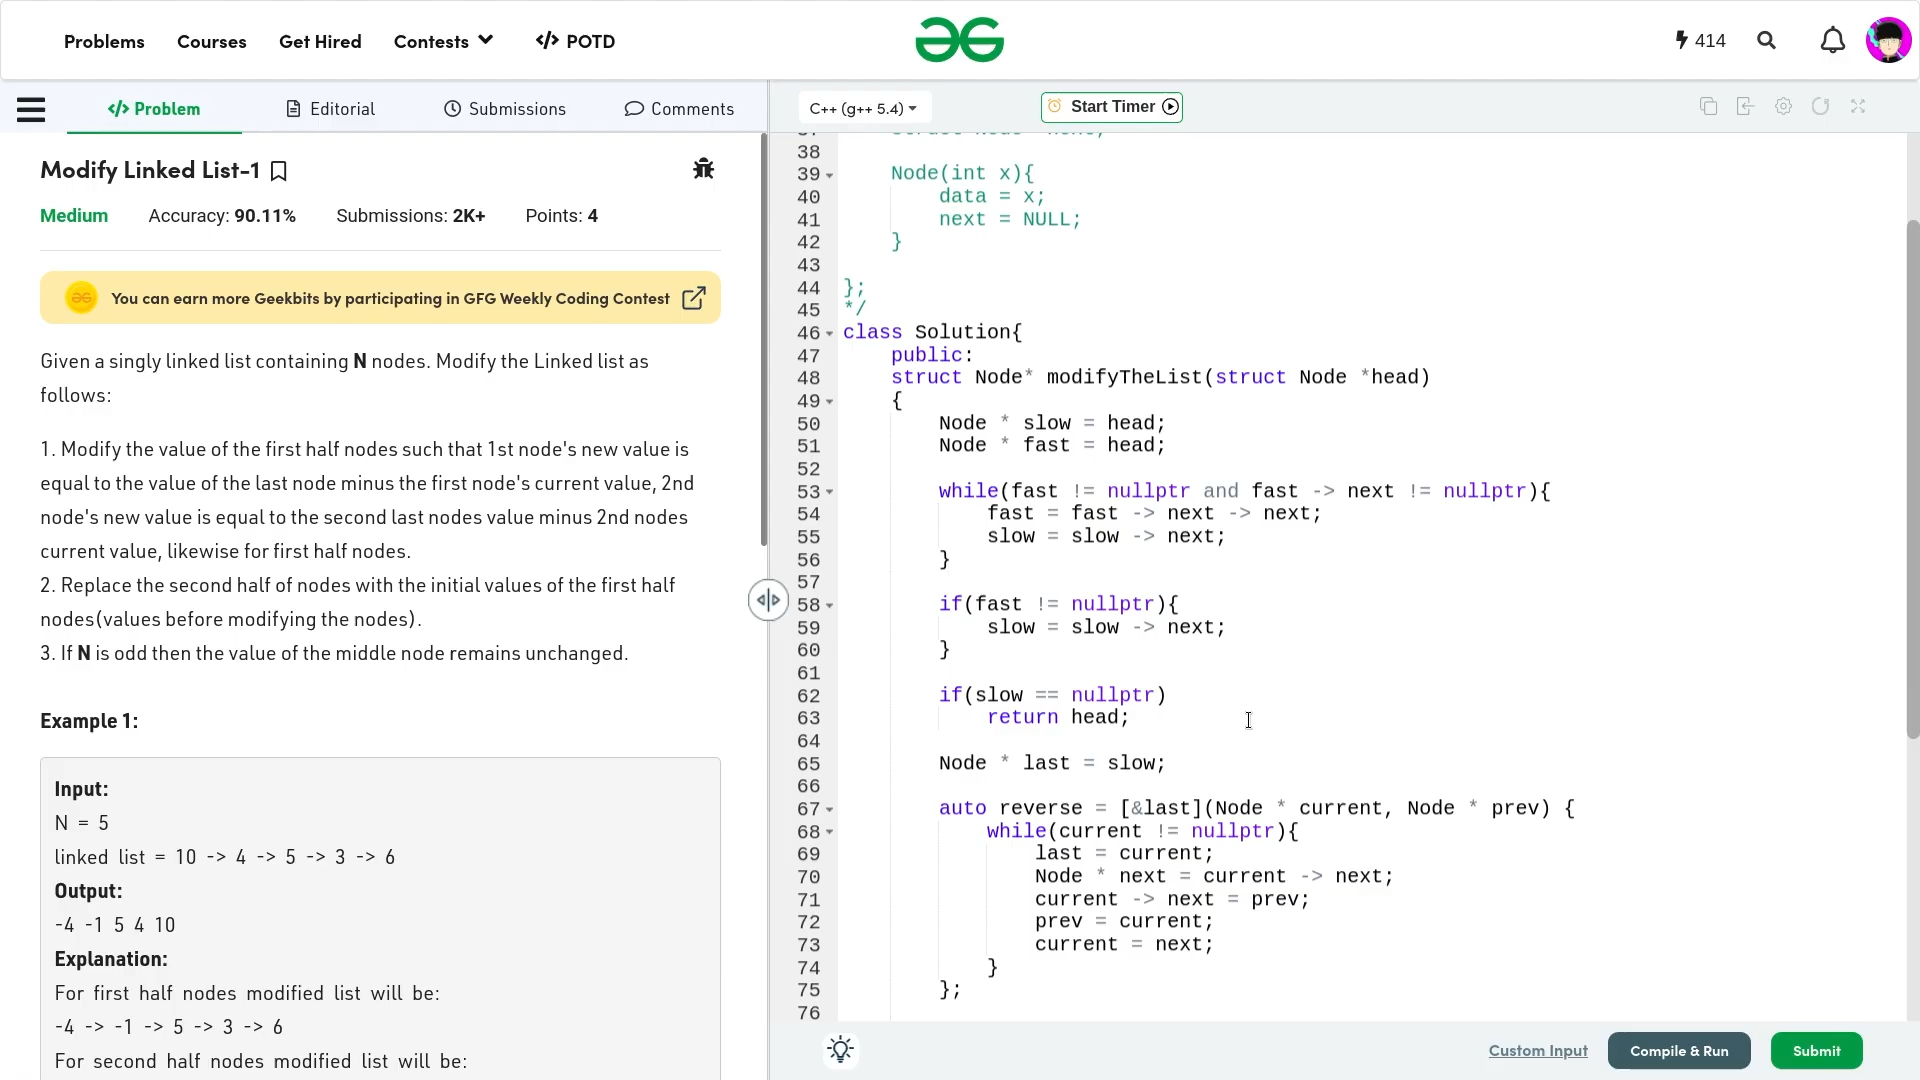 Problems Courses Get Hired Contests </> POTD
414
</> Problem Editorial Submissions Comments
Modify Linked List-1
Medium Accuracy: 90.11% Submissions: 2K+ Points: 4
You can earn more Geekbits by participating in GFG Weekly Coding Contest
Given a singly linked list containing N nodes. Modify the Linked list as
follows:
1. Modify the value of the first half nodes such that 1st node's new value is
equal to the value of the last node minus the first node's current value, 2nd
node's new value is equal to the second last nodes value minus 2nd nodes
current value, likewise for first half nodes.
2. Replace the second half of nodes with the initial values of the first half
nodes(values before modifying the nodes).
3. If N is odd then the value of the middle node remains unchanged.
Example 1:
Input:
N = 5
linked list = 10 -> 4 -> 5 -> 3 -> 6
Output:
-4 -1 5 4 10
Explanation:
For first half nodes modified list will be:
-4 -> -1 -> 5 -> 3 -> 6
For second half nodes modified list will be:
C++ (g++ 5.4)
Start Timer
38
39 Node(int x){
40 data = x;
41 next = NULL;
42 }
43
44 };
45 */
46 class Solution{
47 public:
48 struct Node* modifyTheList(struct Node *head)
49 {
50 Node * slow = head;
51 Node * fast = head;
52
53 while(fast != nullptr and fast -> next != nullptr){
54 fast = fast -> next -> next;
55 slow = slow -> next;
56 }
57
58 if(fast != nullptr){
59 slow = slow -> next;
60 }
61
62 if(slow == nullptr)
63 return head;
64
65 Node * last = slow;
66
67 auto reverse = [&last](Node * current, Node * prev) {
68 while(current != nullptr){
69 last = current;
70 Node * next = current -> next;
71 current -> next = prev;
72 prev = current;
73 current = next;
74 }
75 };
76
Custom Input Compile & Run Submit